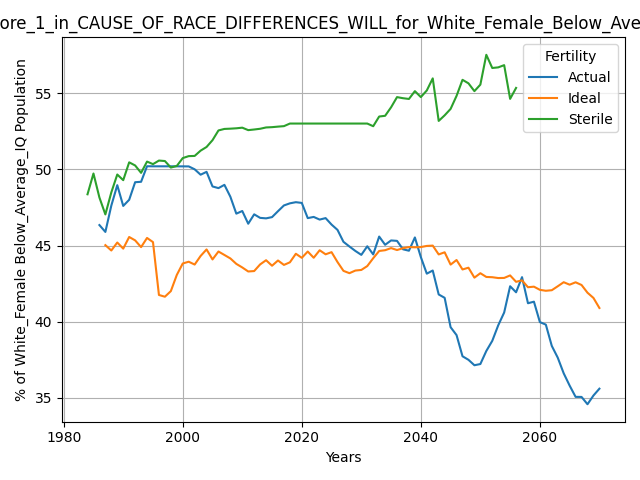 ore_1_in_CAUSE_OF_RACE_DIFFERENCES_WILL_for_White_Female_Below_Ave
% of White_Female Below_Average_IQ Population
55
50
45
40
35
Fertility
Actual
Ideal
Sterile
1980
2000
2020
2040
2060
Years